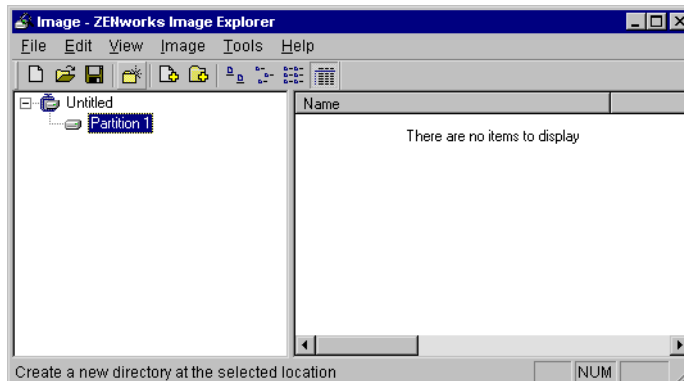 Image - ZENworks Image Explorer
File Edit View Image Tools Help
Untitled
Partition 1
Name
There are no items to display
Create a new directory at the selected location
NUM